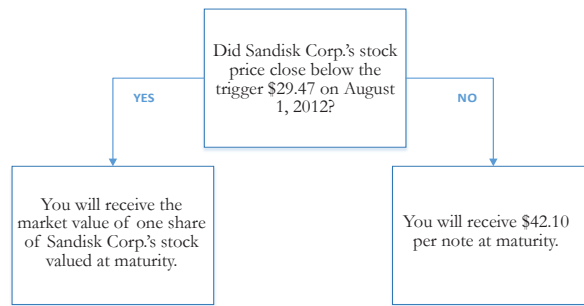 Did Sandisk Corp.'s stock
price close below the
trigger $29.47 on August
1, 2012?
YES
NO
You will receive the
market value of one share
of Sandisk Corp.'s stock
valued at maturity.
You will receive $42.10
per note at maturity.